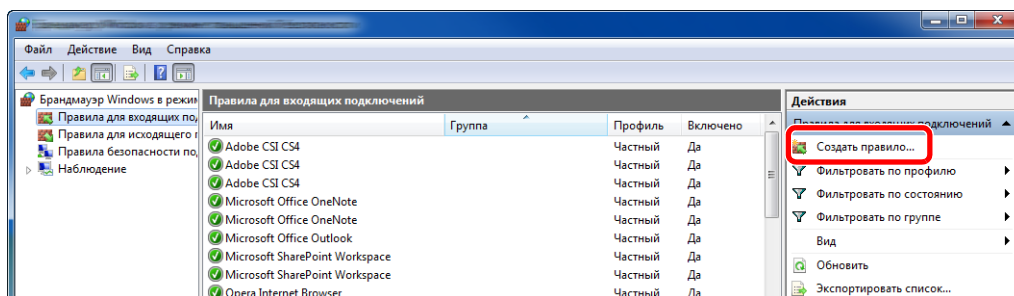 Файл Действие Вид Справка
Брандмауэр Windows в режим
Правила для входящих по
Правила для исходящего
Правила безопасности по
Наблюдение
Правила для входящих подключений
Имя Группа Профиль Включено
Adobe CSI CS4 Частный Да
Adobe CSI CS4 Частный Да
Adobe CSI CS4 Частный Да
Microsoft Office OneNote Частный Да
Microsoft Office OneNote Частный Да
Microsoft Office Outlook Частный Да
Microsoft SharePoint Workspace Частный Да
Microsoft SharePoint Workspace Частный Да
Opera Internet Browser Частный Да
Действия
Правила для входящих подключений
Создать правило...
Фильтровать по профилю
Фильтровать по состоянию
Фильтровать по группе
Вид
Обновить
Экспортировать список...